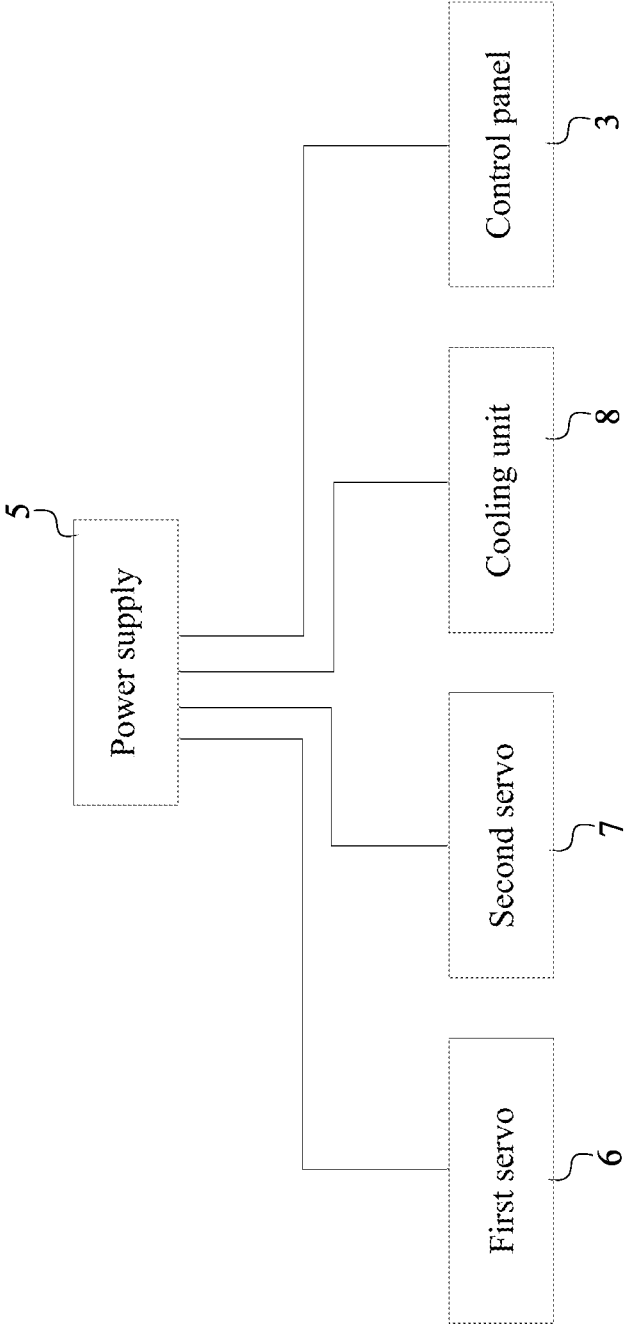 5
Power supply
First servo
Second servo
Cooling unit
Control panel
6
7
8
3